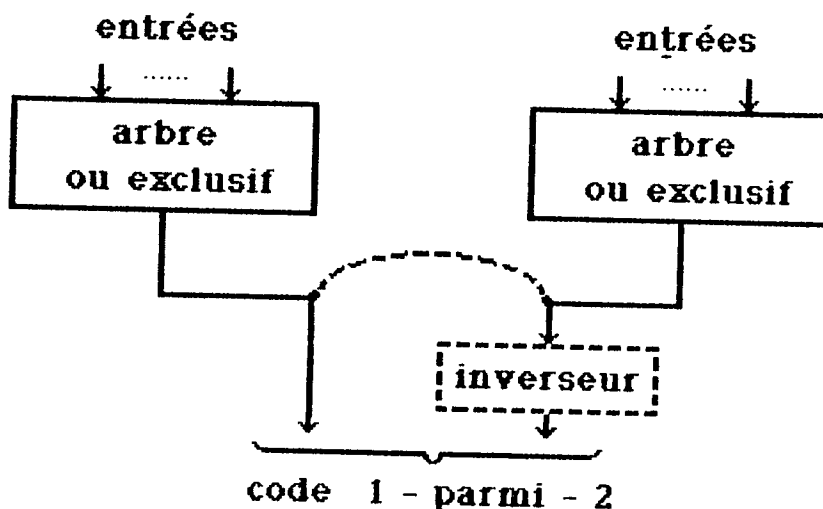 entrées
......
arbre
ou exclusif
entrées
......
arbre
ou exclusif
inverseur
code 1 - parmi - 2